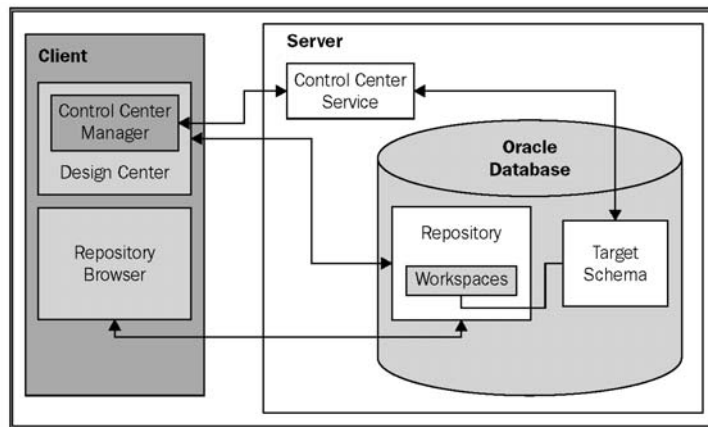 Client
Control Center
Manager
Design Center
Repository
Browser
Server
Control Center
Service
Oracle
Database
Repository
Workspaces
Target
Schema